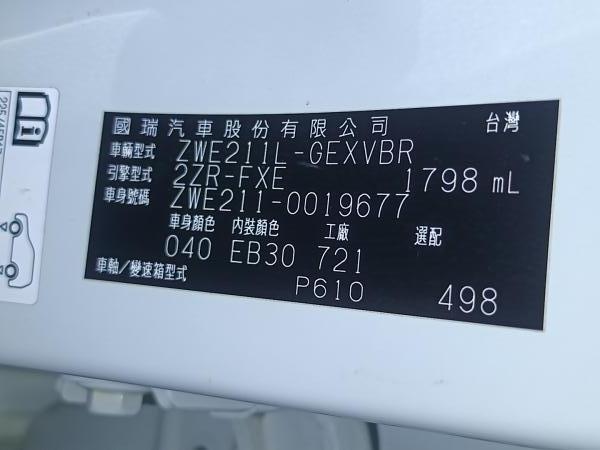 國瑞汽車股份有限公司 台灣
車輛型式 ZWE211L-GEXVBR
引擎型式 2ZR-FXE 1798 mL
車身號碼 ZWE211-0019677
車身顏色 內裝顏色 工廠 選配
040 EB30 721
車軸/變速箱型式 P610 498